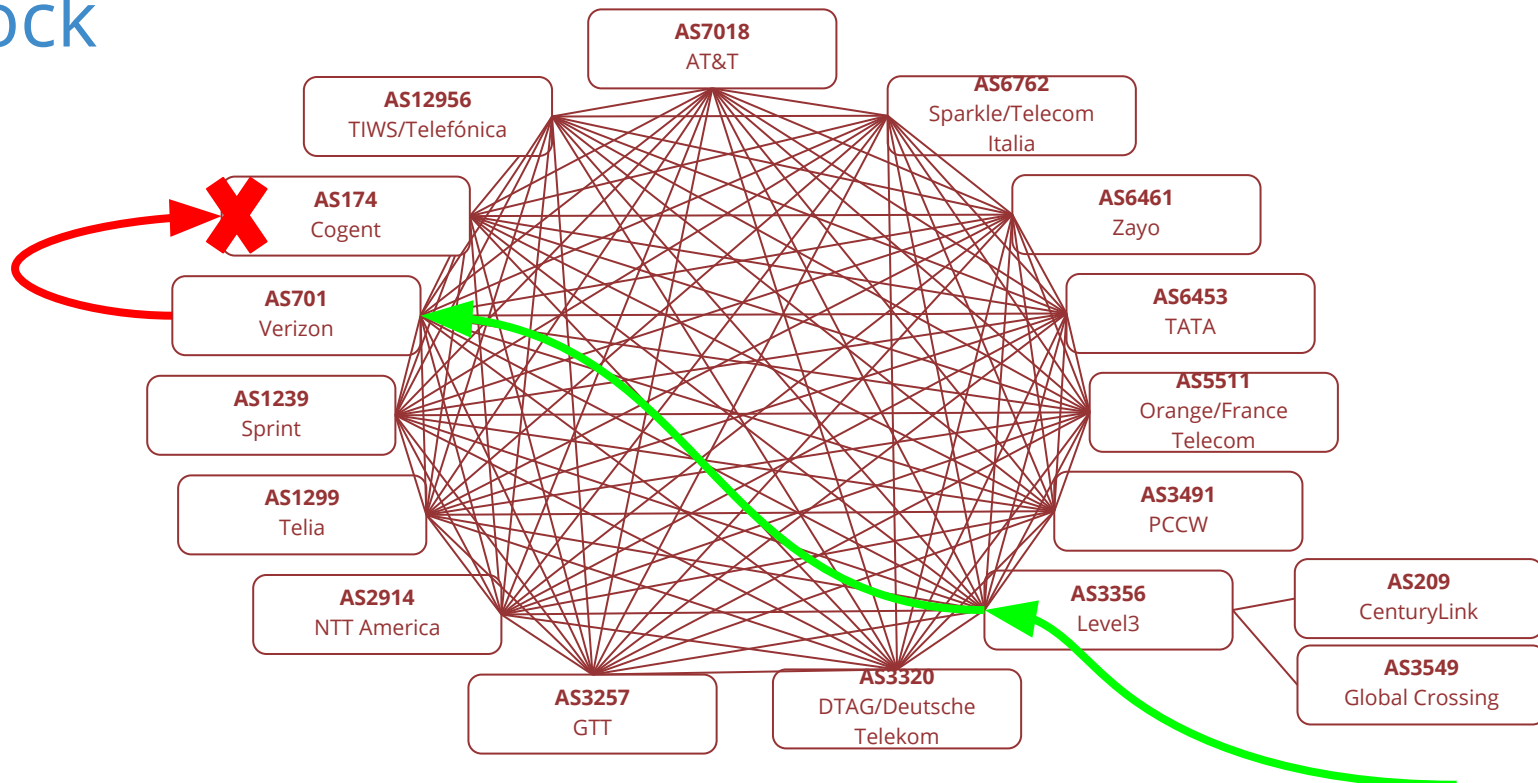 ock
AS7018
AT&T
AS12956
TIWS/Telefónica
AS6762
Sparkle/Telecom
Italia
AS174
Cogent
AS6461
Zayo
AS701
Verizon
AS6453
TATA
AS1239
Sprint
AS5511
Orange/France
Telecom
AS1299
Telia
AS3491
PCCW
AS2914
NTT America
AS3356
Level3
AS209
CenturyLink
AS3549
Global Crossing
AS3257
GTT
AS3320
DTAG/Deutsche
Telekom